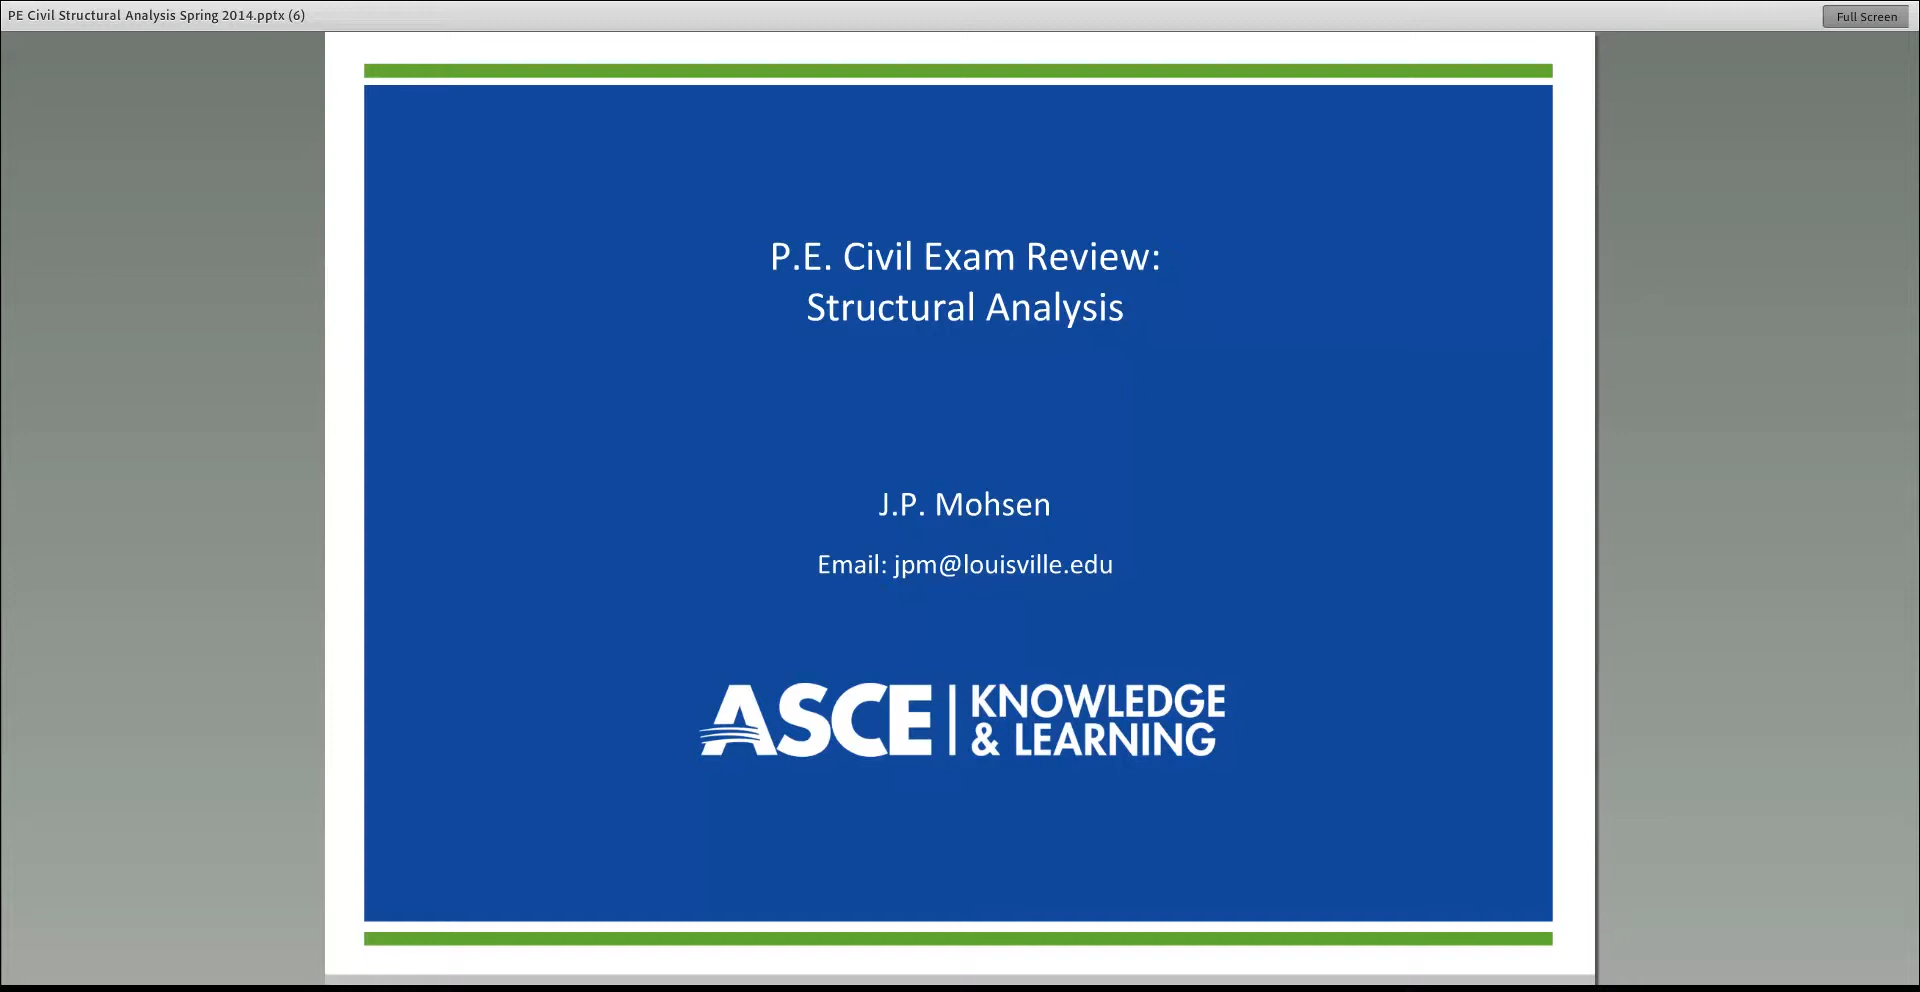 PE Civil Structural Analysis Spring 2014.pptx (6)
Full Screen
P.E. Civil Exam Review:
Structural Analysis
J.P. Mohsen
Email: jpm@louisville.edu
ASCE | KNOWLEDGE
& LEARNING